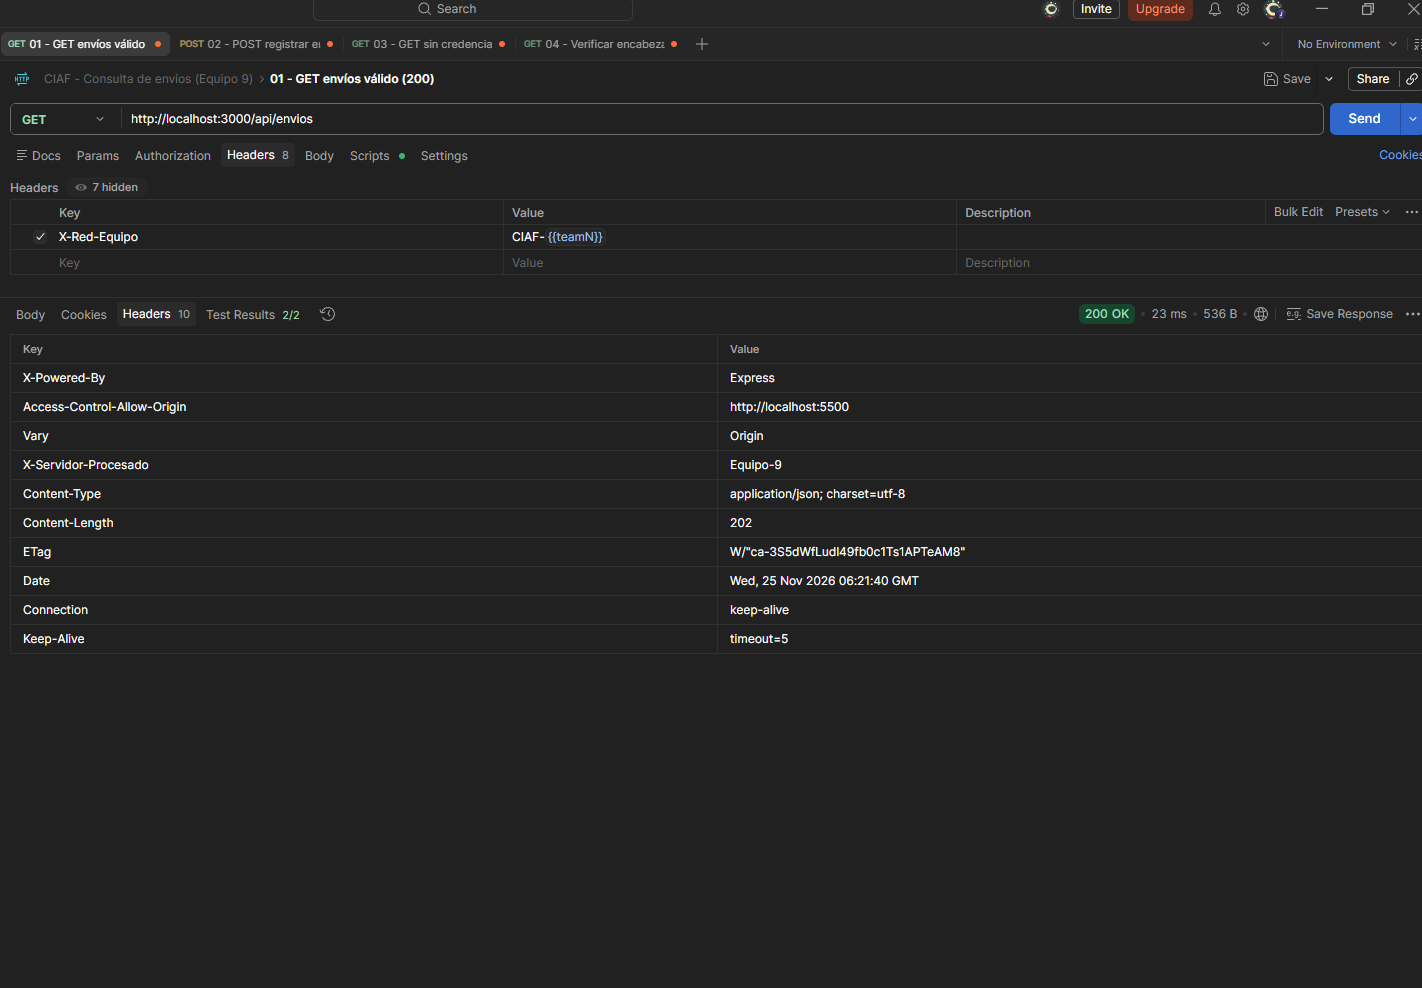 Search
Invite
Upgrade
GET 01 - GET envíos válido
POST 02 - POST registrar
GET 03 - GET sin credencia
GET 04 - Verificar encabeza
No Environment
HTTP
CIAF - Consulta de envíos (Equipo 9) > 01 - GET envíos válido (200)
Save
Share
GET
http://localhost:3000/api/envios
Send
Docs
Params
Authorization
Headers 8
Body
Scripts
Settings
Cookies
Headers
7 hidden
Key
Value
Description
Bulk Edit
Presets
X-Red-Equipo
CIAF- {{teamN}}
Key
Value
Description
Body
Cookies
Headers 10
Test Results 2/2
200 OK
23 ms
536 B
e.g.
Save Response
Key
Value
X-Powered-By
Express
Access-Control-Allow-Origin
http://localhost:5500
Vary
Origin
X-Servidor-Procesado
Equipo-9
Content-Type
application/json; charset=utf-8
Content-Length
202
ETag
W/"ca-3S5dWfLudl49fb0c1Ts1APTeAM8"
Date
Wed, 25 Nov 2026 06:21:40 GMT
Connection
keep-alive
Keep-Alive
timeout=5